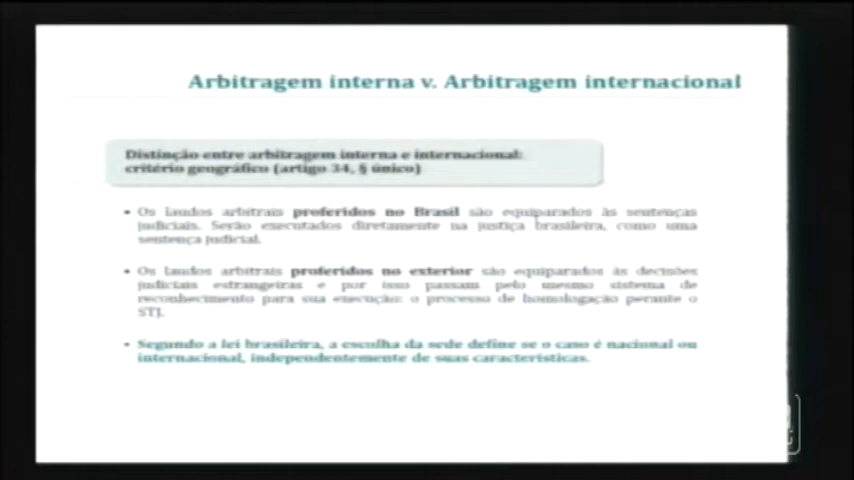 Arbitragem interna v. Arbitragem internacional
Distinção entre arbitragem interna e internacional:
critério geográfico (artigo 34, § único)
• Os laudos arbitrais proferidos no Brasil são equiparados às sentenças
judiciais. Serão executados diretamente na justiça brasileira, como uma
sentença judicial.
• Os laudos arbitrais proferidos no exterior são equiparados às decisões
judiciais estrangeiras e por isso passam pelo mesmo sistema de
reconhecimento para sua execução: o processo de homologação perante o
STJ.
• Segundo a lei brasileira, a escolha da sede define se o caso é nacional ou
internacional, independentemente de suas características.